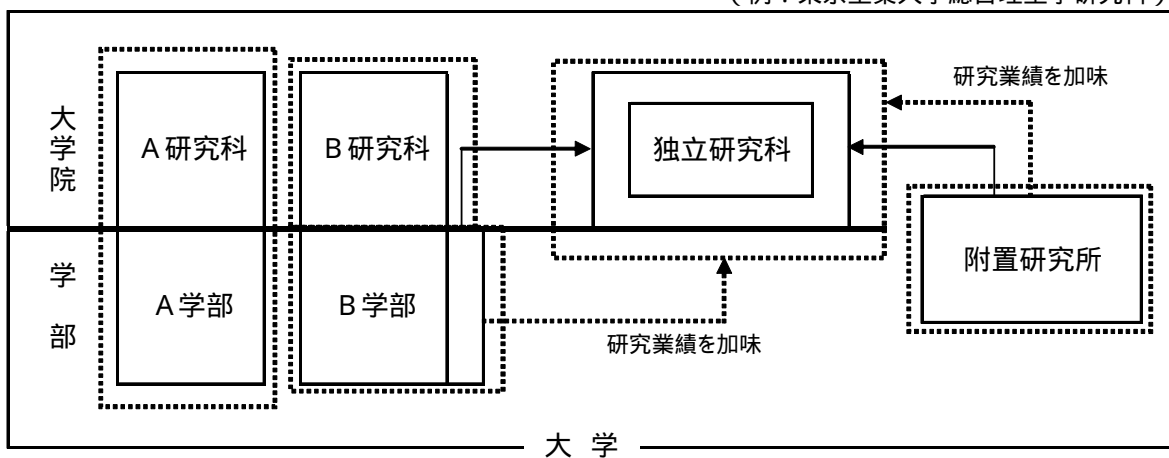 研究業績を加味
大学院
A研究科
B研究科
独立研究科
附置研究所
学部
A学部
B学部
研究業績を加味
大 学